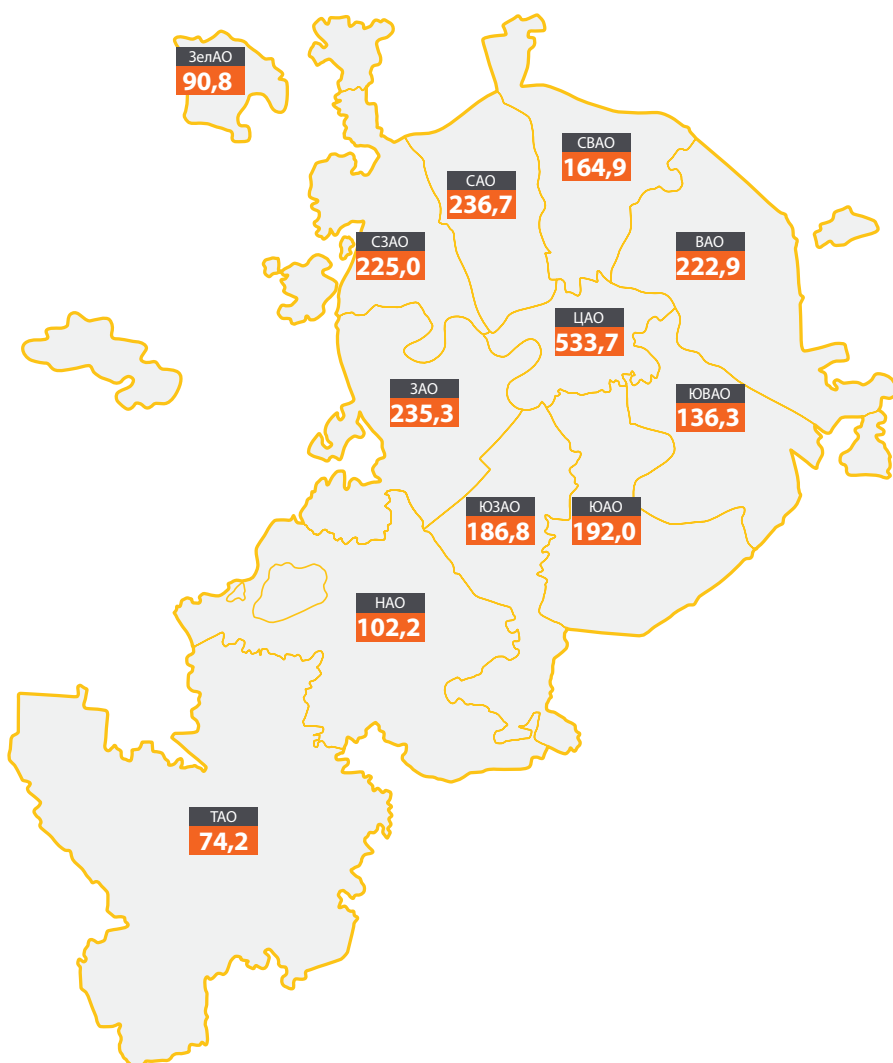 ЗелАО
90,8
СВАО
164,9
САО
236,7
СЗАО
225,0
ВАО
222,9
ЦАО
533,7
ЗАО
235,3
ЮВАО
136,3
ЮЗАО
186,8
ЮАО
192,0
НАО
102,2
ТАО
74,2